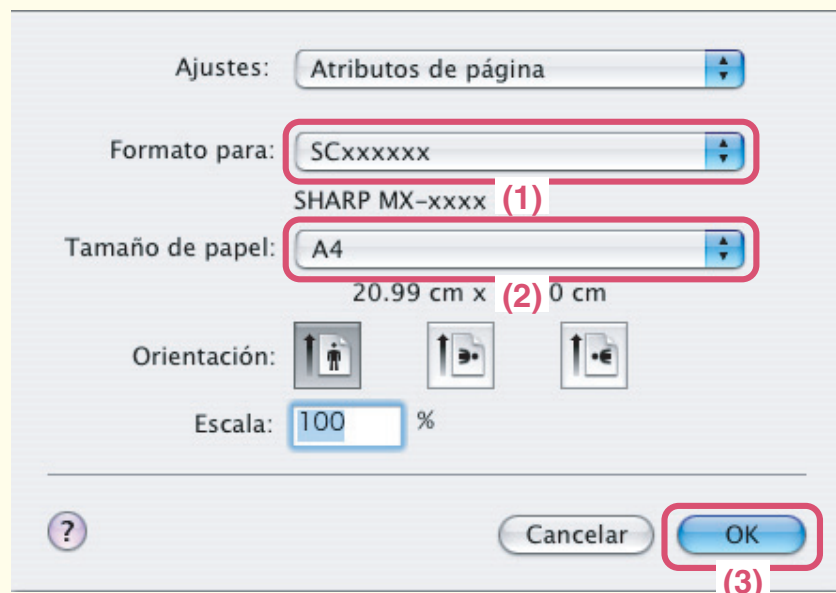 Ajustes: Atributos de página
Formato para: SCxxxxxx
SHARP MX-xxxx (1)
Tamaño de papel: A4
20.99 cm x (2) 0 cm
Orientación:
Escala: 100 %
? Cancelar OK
(3)